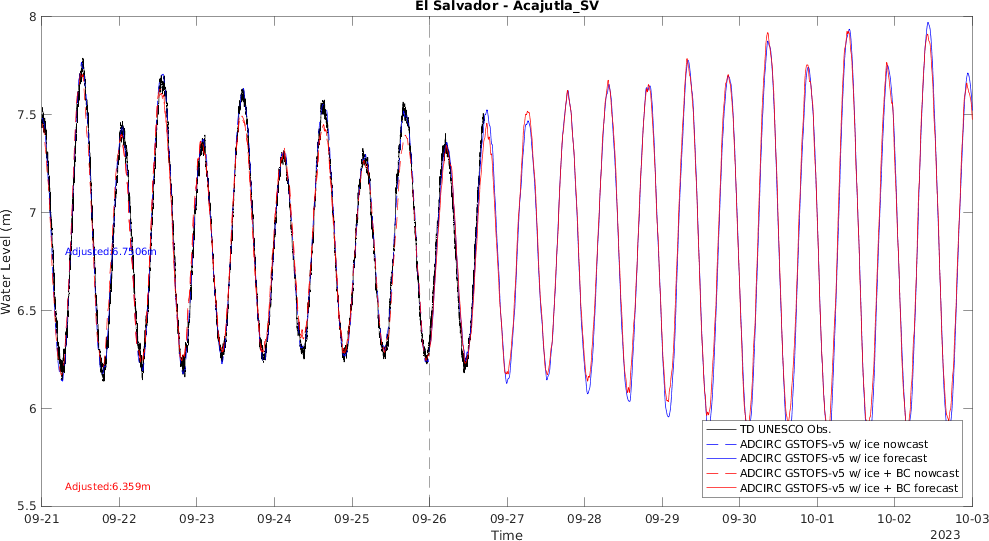 El Salvador - Acajutla_SV
8
7.5
7
6.5
6
5.5
Water Level (m)
Adjusted:6.7506m
Adjusted:6.359m
TD UNESCO Obs.
ADCIRC GSTOFS-v5 w/ ice nowcast
ADCIRC GSTOFS-v5 w/ ice forecast
ADCIRC GSTOFS-v5 w/ ice + BC nowcast
ADCIRC GSTOFS-v5 w/ ice + BC forecast
09-21 09-22 09-23 09-24 09-25 09-26 09-27 09-28 09-29 09-30 10-01 10-02 10-03
Time
2023